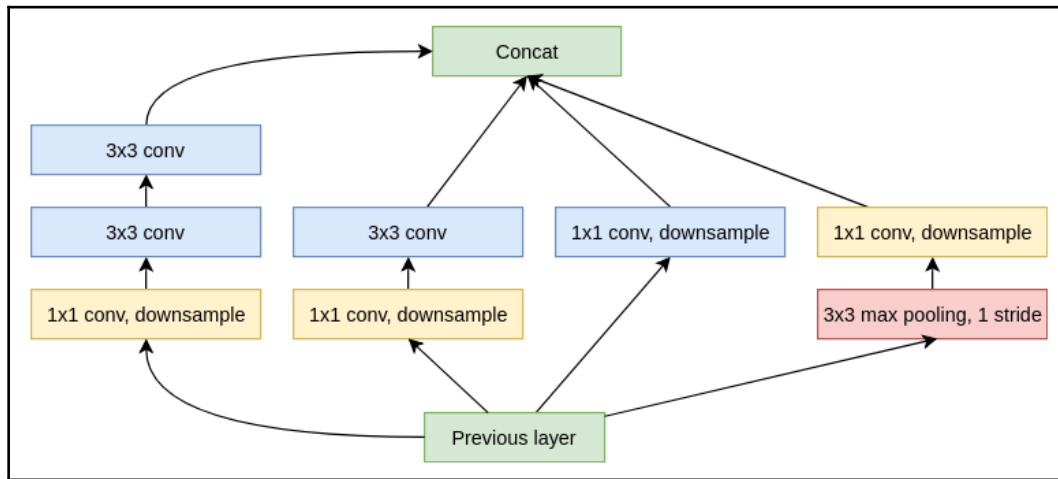 Concat
3x3 conv
3x3 conv
3x3 conv
1x1 conv, downsample
1x1 conv, downsample
1x1 conv, downsample
1x1 conv, downsample
3x3 max pooling, 1 stride
Previous layer